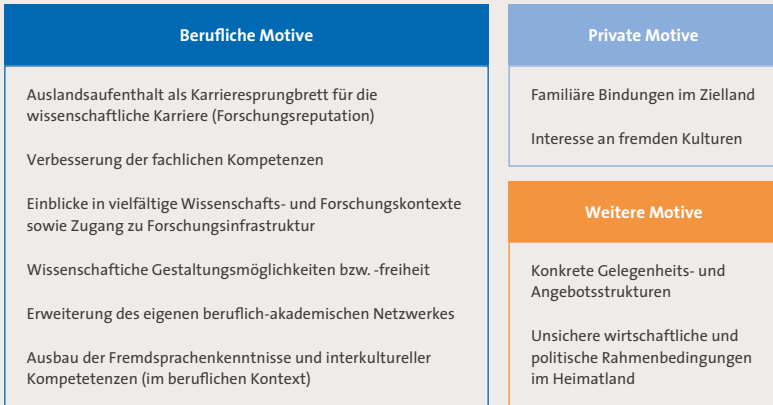 Berufliche Motive
Auslandsaufenthalt als Karrieresprungbrett für die
wissenschaftliche Karriere (Forschungsreputation)
Verbesserung der fachlichen Kompetenzen
Einblicke in vielfältige Wissenschafts- und Forschungskontexte
sowie Zugang zu Forschungsinfrastruktur
Wissenschaftiche Gestaltungsmöglichkeiten bzw. -freiheit
Erweiterung des eigenen beruflich-akademischen Netzwerkes
Ausbau der Fremdsprachenkenntnisse und interkultureller
Kompetetenzen (im beruflichen Kontext)
Private Motive
Familiäre Bindungen im Zielland
Interesse an fremden Kulturen
Weitere Motive
Konkrete Gelegenheits- und
Angebotsstrukturen
Unsichere wirtschaftliche und
politische Rahmenbedingungen
im Heimatland